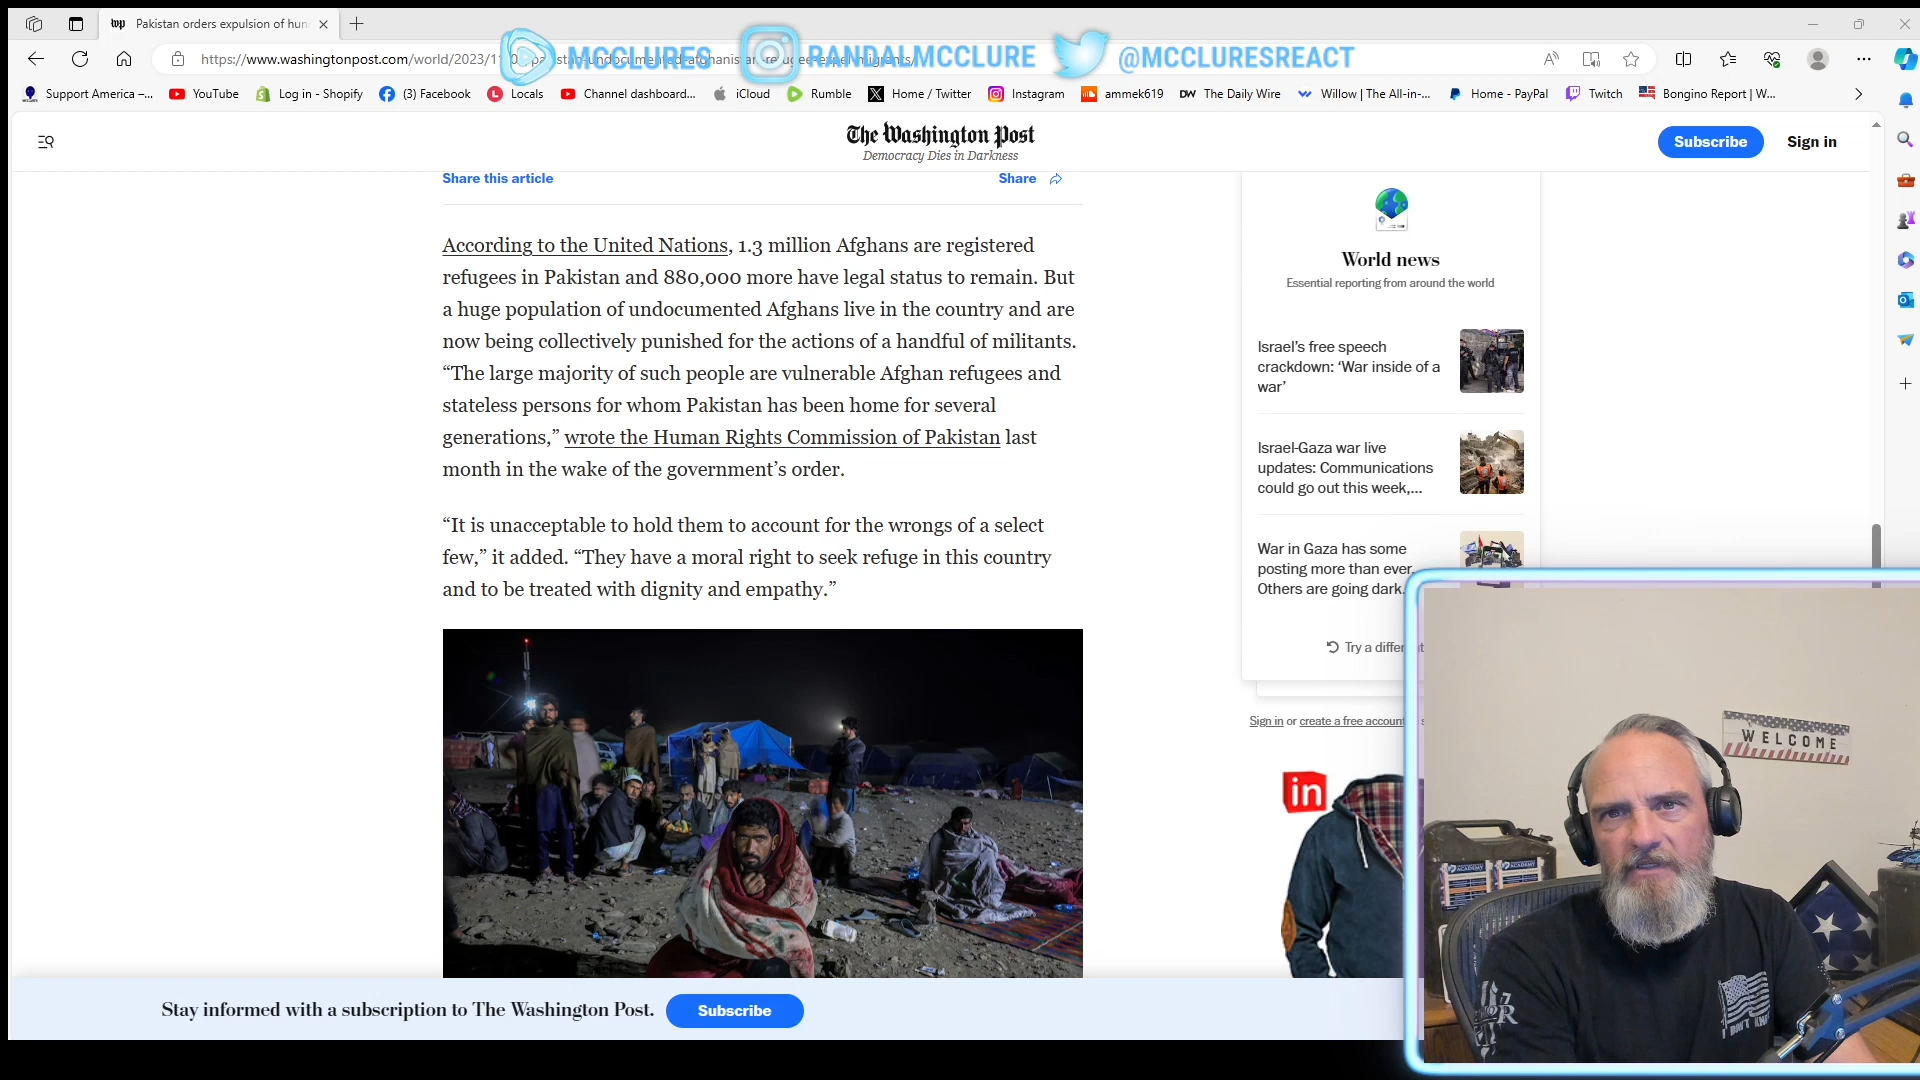 Pakistan orders expulsion of hun
MCCLURES
RANDALMCCLURE
@MCCLURESREACT
https://www.washingtonpost.com/world/2023/11
Support America –...
YouTube
Log in - Shopify
(3) Facebook
Locals
Channel dashboard...
iCloud
Rumble
Home / Twitter
Instagram
ammek619
DW The Daily Wire
Willow | The All-in-...
Home - PayPal
Twitch
Bongino Report | W...
The Washington Post
Democracy Dies in Darkness
Subscribe
Sign in
Share this article
Share
According to the United Nations, 1.3 million Afghans are registered
refugees in Pakistan and 880,000 more have legal status to remain. But
a huge population of undocumented Afghans live in the country and are
now being collectively punished for the actions of a handful of militants.
“The large majority of such people are vulnerable Afghan refugees and
stateless persons for whom Pakistan has been home for several
generations,” wrote the Human Rights Commission of Pakistan last
month in the wake of the government’s order.
“It is unacceptable to hold them to account for the wrongs of a select
few,” it added. “They have a moral right to seek refuge in this country
and to be treated with dignity and empathy.”
World news
Essential reporting from around the world
Israel’s free speech
crackdown: ‘War inside of a
war’
Israel-Gaza war live
updates: Communications
could go out this week,...
War in Gaza has some
posting more than ever.
Others are going dark.
Try a different
Sign in or create a free account
in
WELCOME
ACADEMY
ACADEMY
Stay informed with a subscription to The Washington Post.
Subscribe